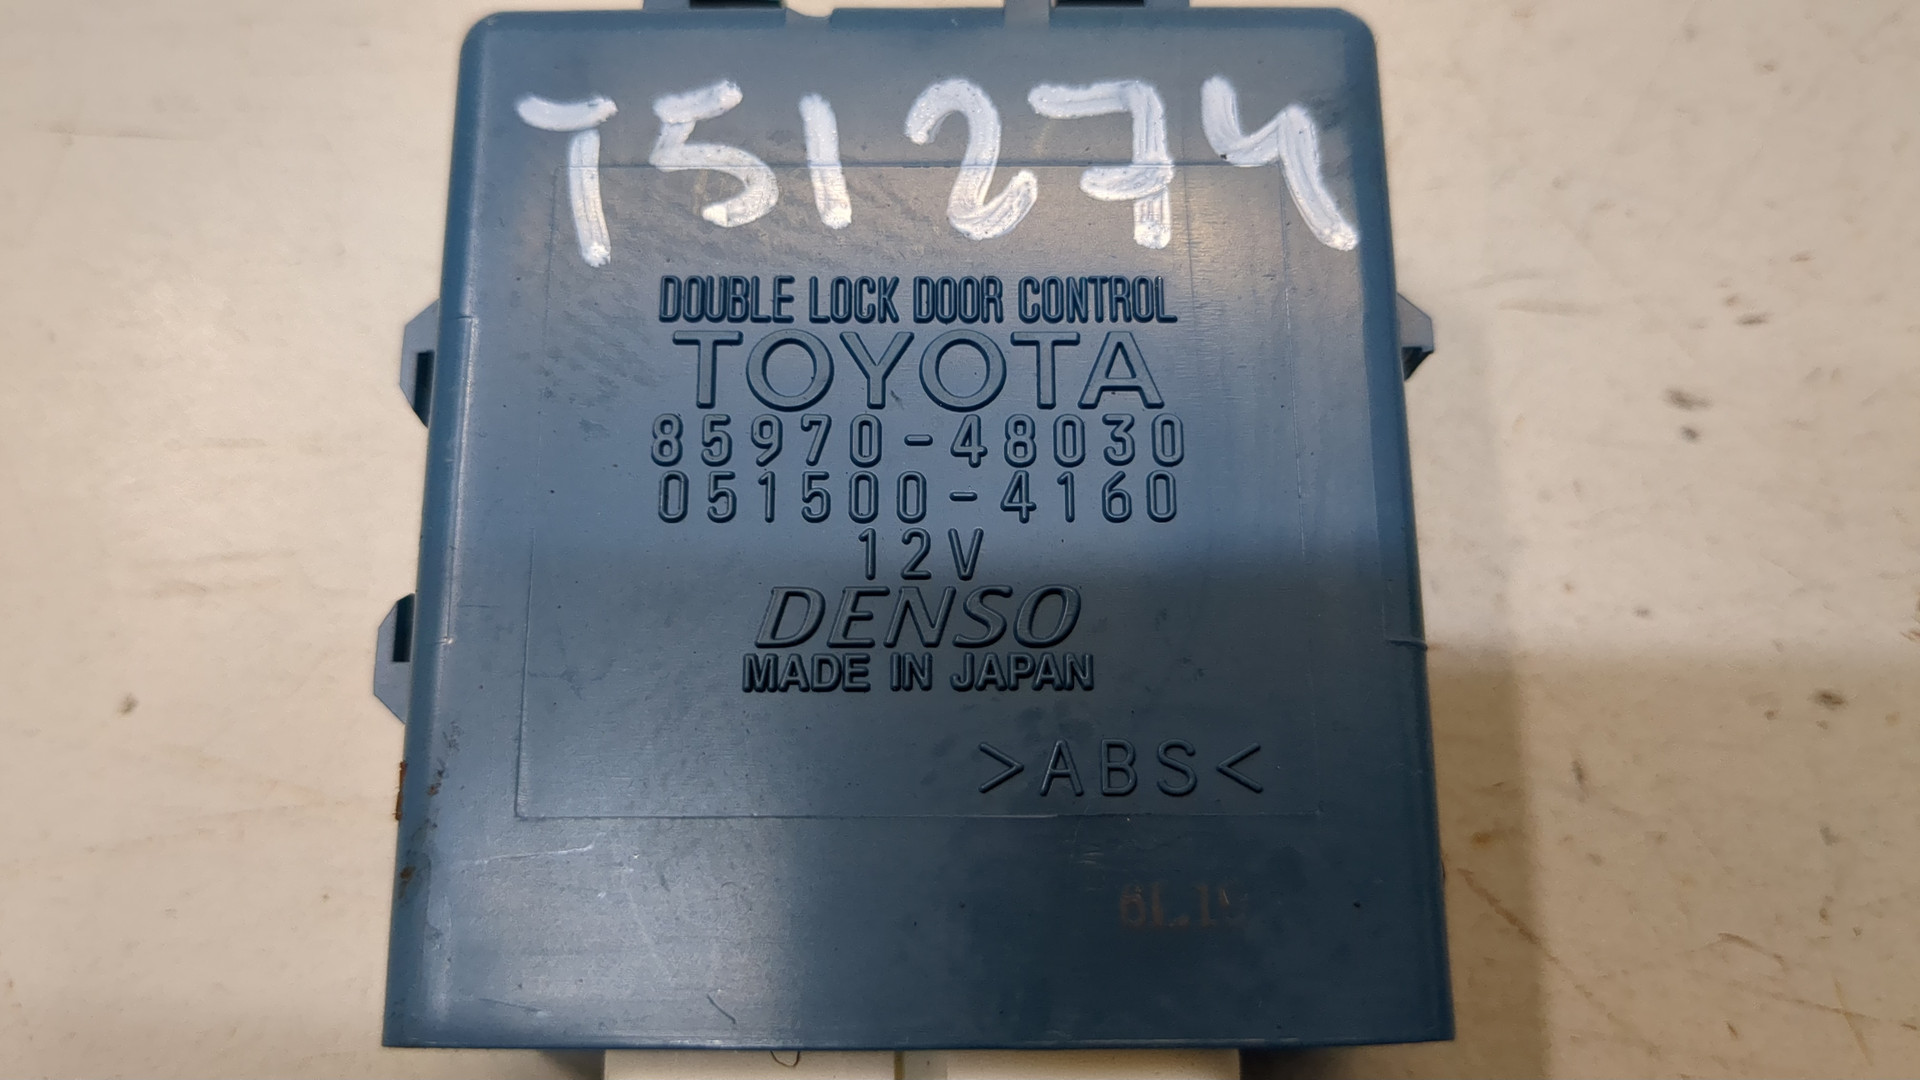 T51274
DOUBLE LOCK DOOR CONTROL
TOYOTA
85970-48030
051500-4160
12V
DENSO
MADE IN JAPAN
>ABS<